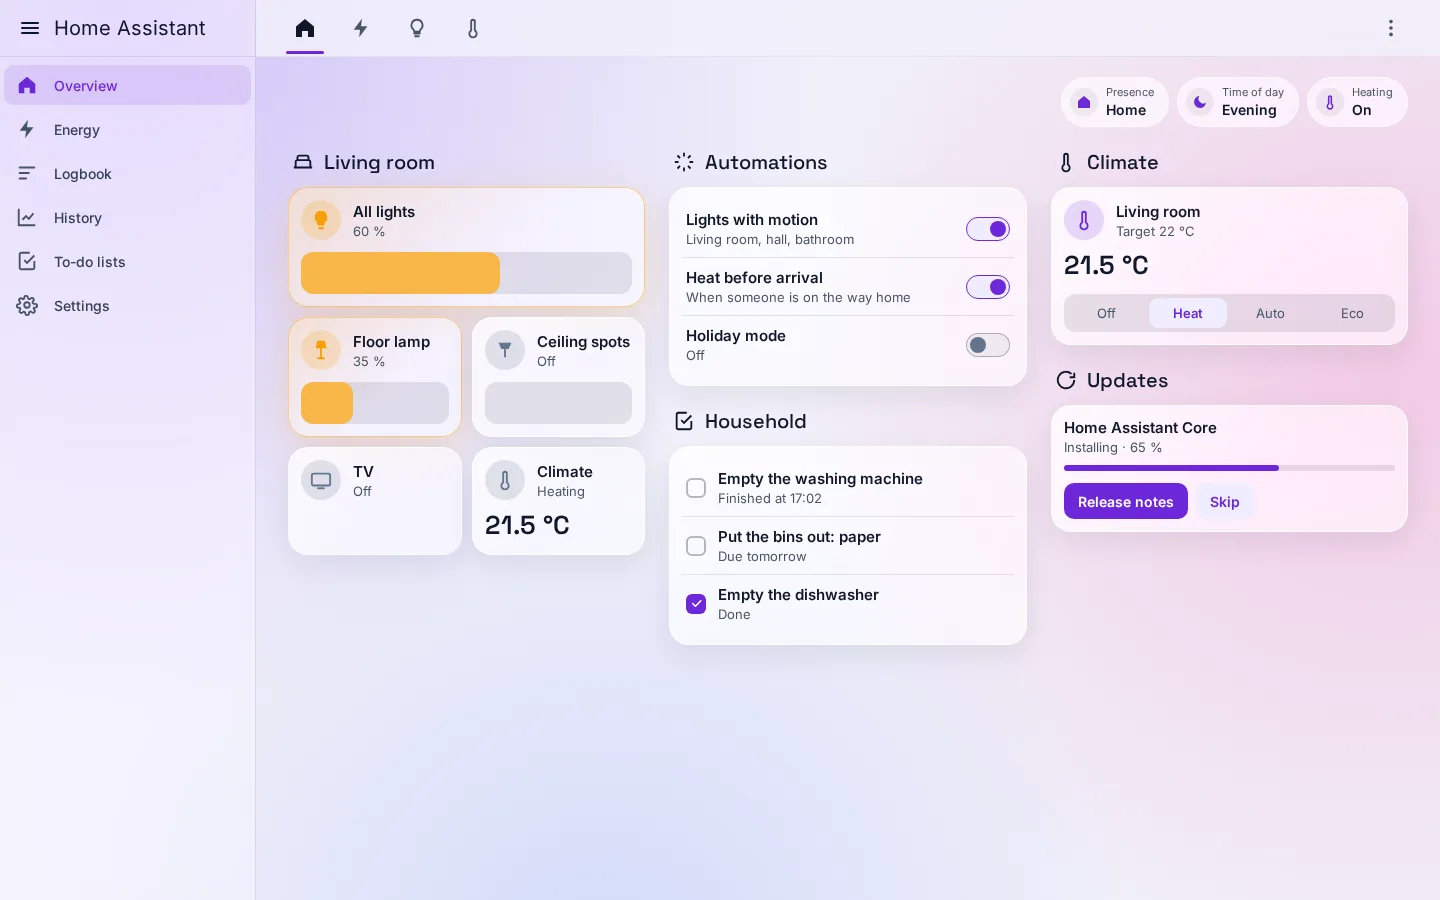 Home Assistant
Overview
Energy
Logbook
History
To-do lists
Settings
Presence
Home
Time of day
Evening
Heating
On
Living room
All lights
60 %
Floor lamp
35 %
Ceiling spots
Off
TV
Off
Climate
Heating
21.5 °C
Automations
Lights with motion
Living room, hall, bathroom
Heat before arrival
When someone is on the way home
Holiday mode
Off
Household
Empty the washing machine
Finished at 17:02
Put the bins out: paper
Due tomorrow
Empty the dishwasher
Done
Climate
Living room
Target 22 °C
21.5 °C
Off Heat Auto Eco
Updates
Home Assistant Core
Installing · 65 %
Release notes Skip